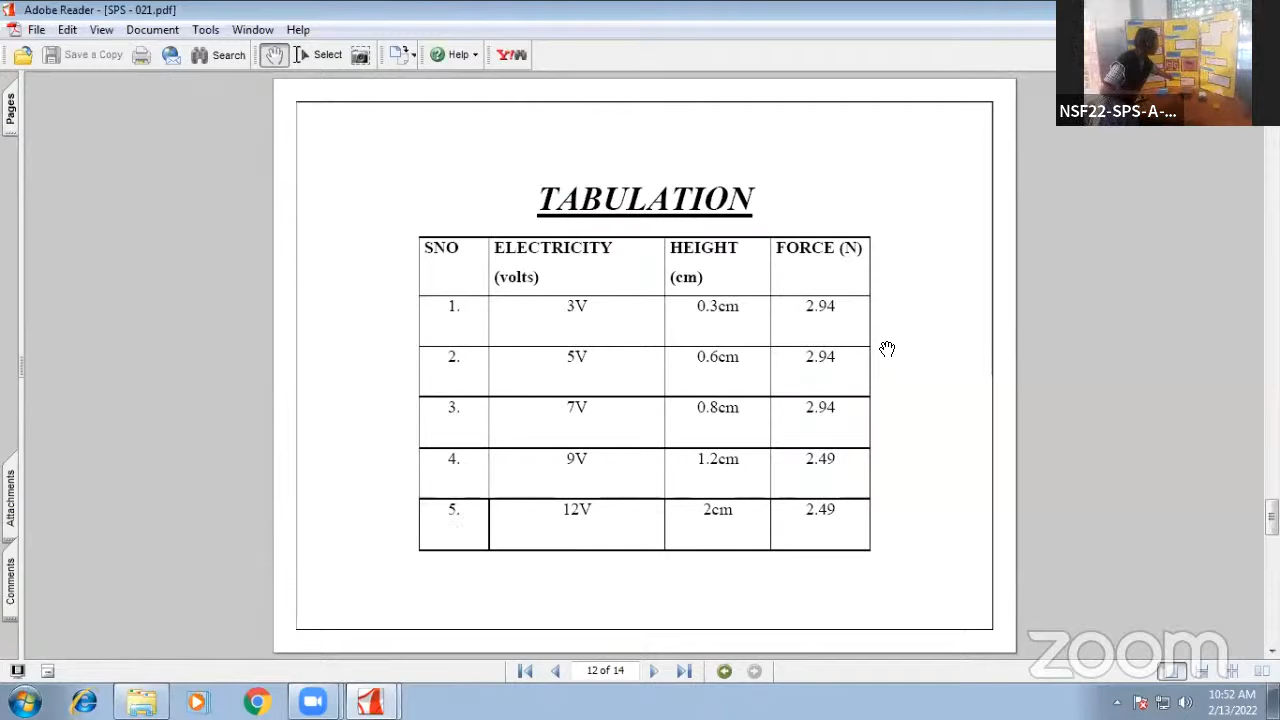 Adobe Reader - [SPS - 021.pdf]
File Edit View Document Tools Window Help
Save a Copy Search Select Help Y!
NSF22-SPS-A-...
Pages
Attachments
Comments
TABULATION
SNO ELECTRICITY (volts) HEIGHT (cm) FORCE (N)
1. 3V 0.3cm 2.94
2. 5V 0.6cm 2.94
3. 7V 0.8cm 2.94
4. 9V 1.2cm 2.49
5. 12V 2cm 2.49
zoom
12 of 14
10:52 AM
2/13/2022